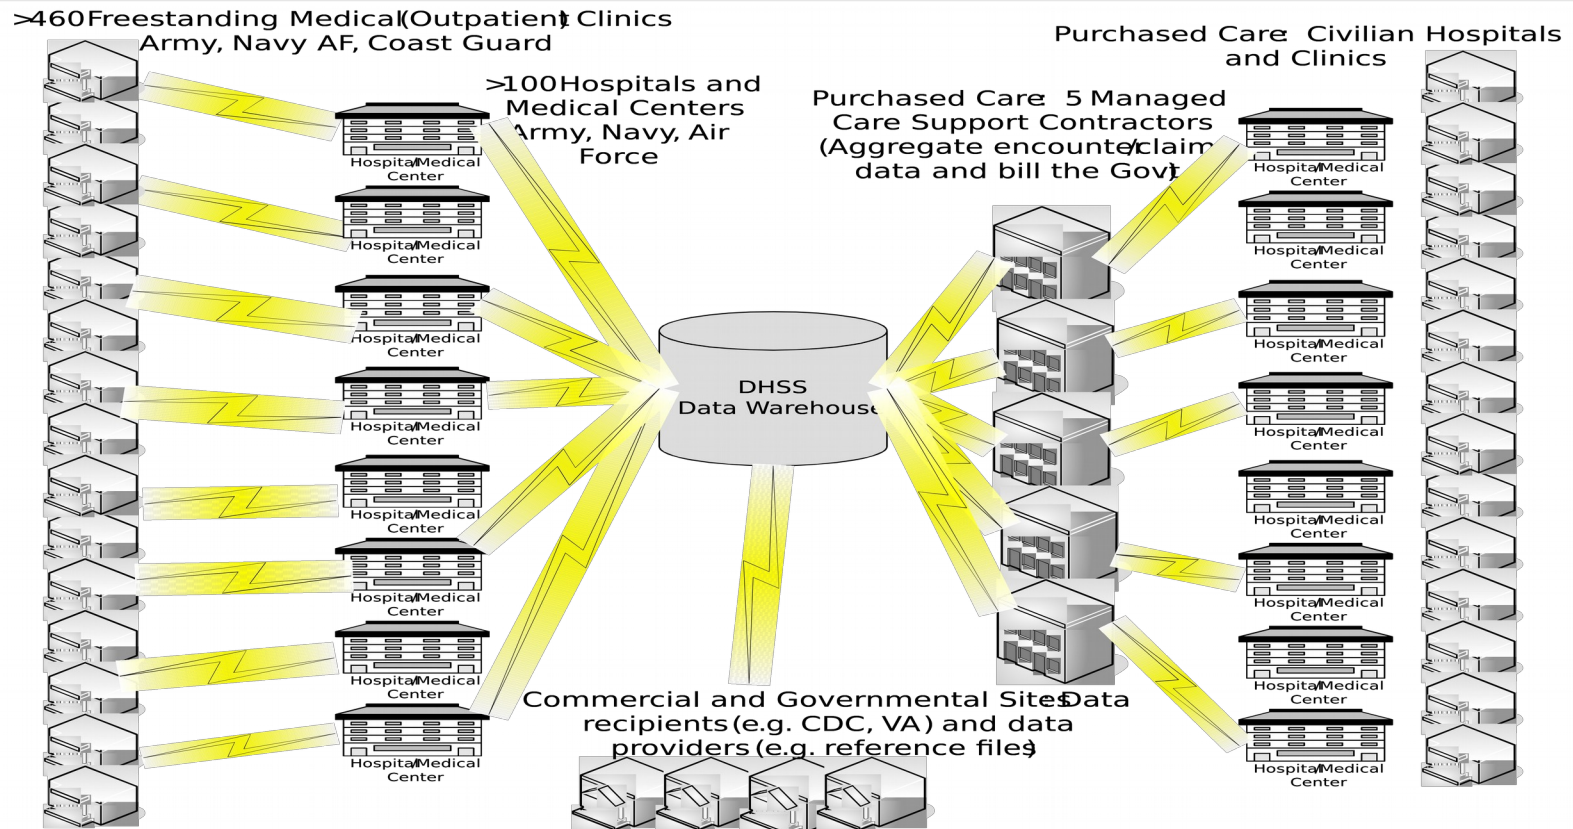 >460 Freestanding Medical (Outpatient) Clinics
Army, Navy AF, Coast Guard
>100 Hospitals and
Medical Centers
Army, Navy, Air
Force
Purchased Care: 5 Managed
Care Support Contractors
(Aggregate encounter/claim
data and bill the Govt)
Purchased Care: Civilian Hospitals
and Clinics
Hospital/Medical
Center
Hospital/Medical
Center
Hospital/Medical
Center
Hospital/Medical
Center
Hospital/Medical
Center
Hospital/Medical
Center
Hospital/Medical
Center
Hospital/Medical
Center
DHSS
Data Warehouse
Hospital/Medical
Center
Hospital/Medical
Center
Hospital/Medical
Center
Hospital/Medical
Center
Hospital/Medical
Center
Hospital/Medical
Center
Hospital/Medical
Center
Hospital/Medical
Center
Commercial and Governmental Sites: Data
recipients (e.g. CDC, VA) and data
providers (e.g. reference files)